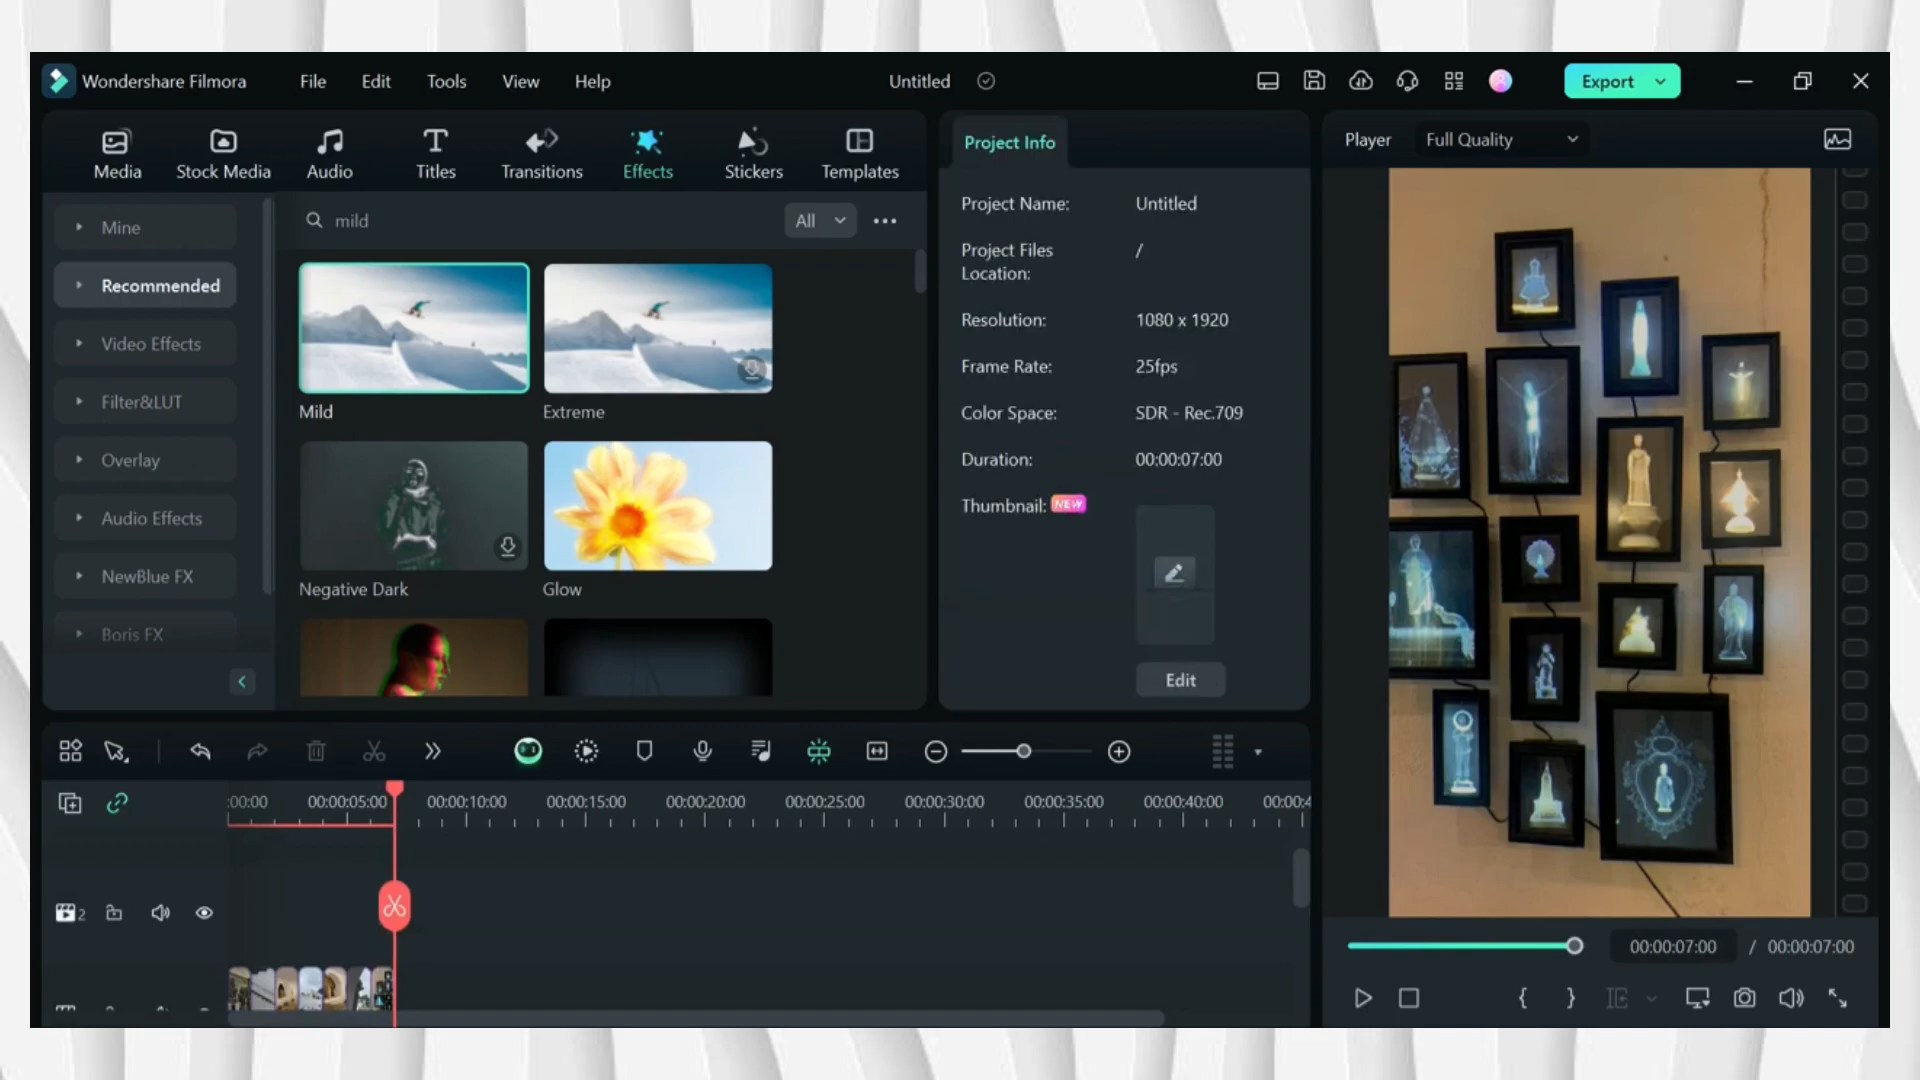 Wondershare Filmora
File
Edit
Tools
View
Help
Untitled
Export
Media
Stock Media
Audio
Titles
Transitions
Effects
Stickers
Templates
Mine
Recommended
Video Effects
Filter&LUT
Overlay
Audio Effects
NewBlue FX
Boris FX
mild
All
Mild
Extreme
Negative Dark
Glow
Project Info
Project Name:
Untitled
Project Files
Location:
/
Resolution:
1080 x 1920
Frame Rate:
25fps
Color Space:
SDR - Rec.709
Duration:
00:00:07:00
Thumbnail:
NEW
Edit
Player
Full Quality
00:00:07:00
/
00:00:07:00
:00:00
00:00:05:00
00:00:10:00
00:00:15:00
00:00:20:00
00:00:25:00
00:00:30:00
00:00:35:00
00:00:40:00
00:00:4
2